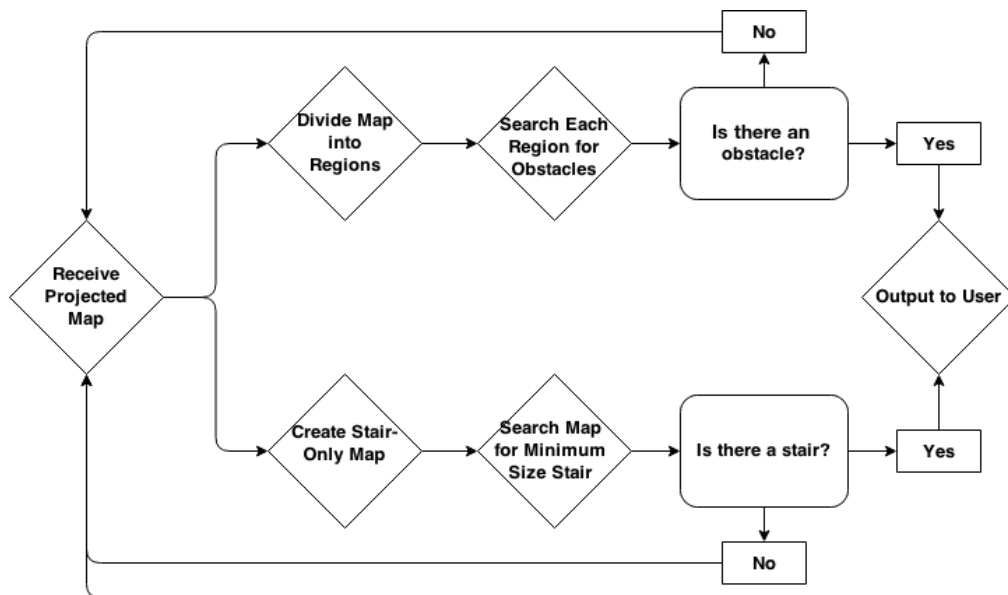 No
Divide Map
into
Regions
Search Each
Region for
Obstacles
Is there an
obstacle?
Yes
Receive
Projected
Map
Output to User
Create Stair-
Only Map
Search Map
for Minimum
Size Stair
Is there a stair?
Yes
No